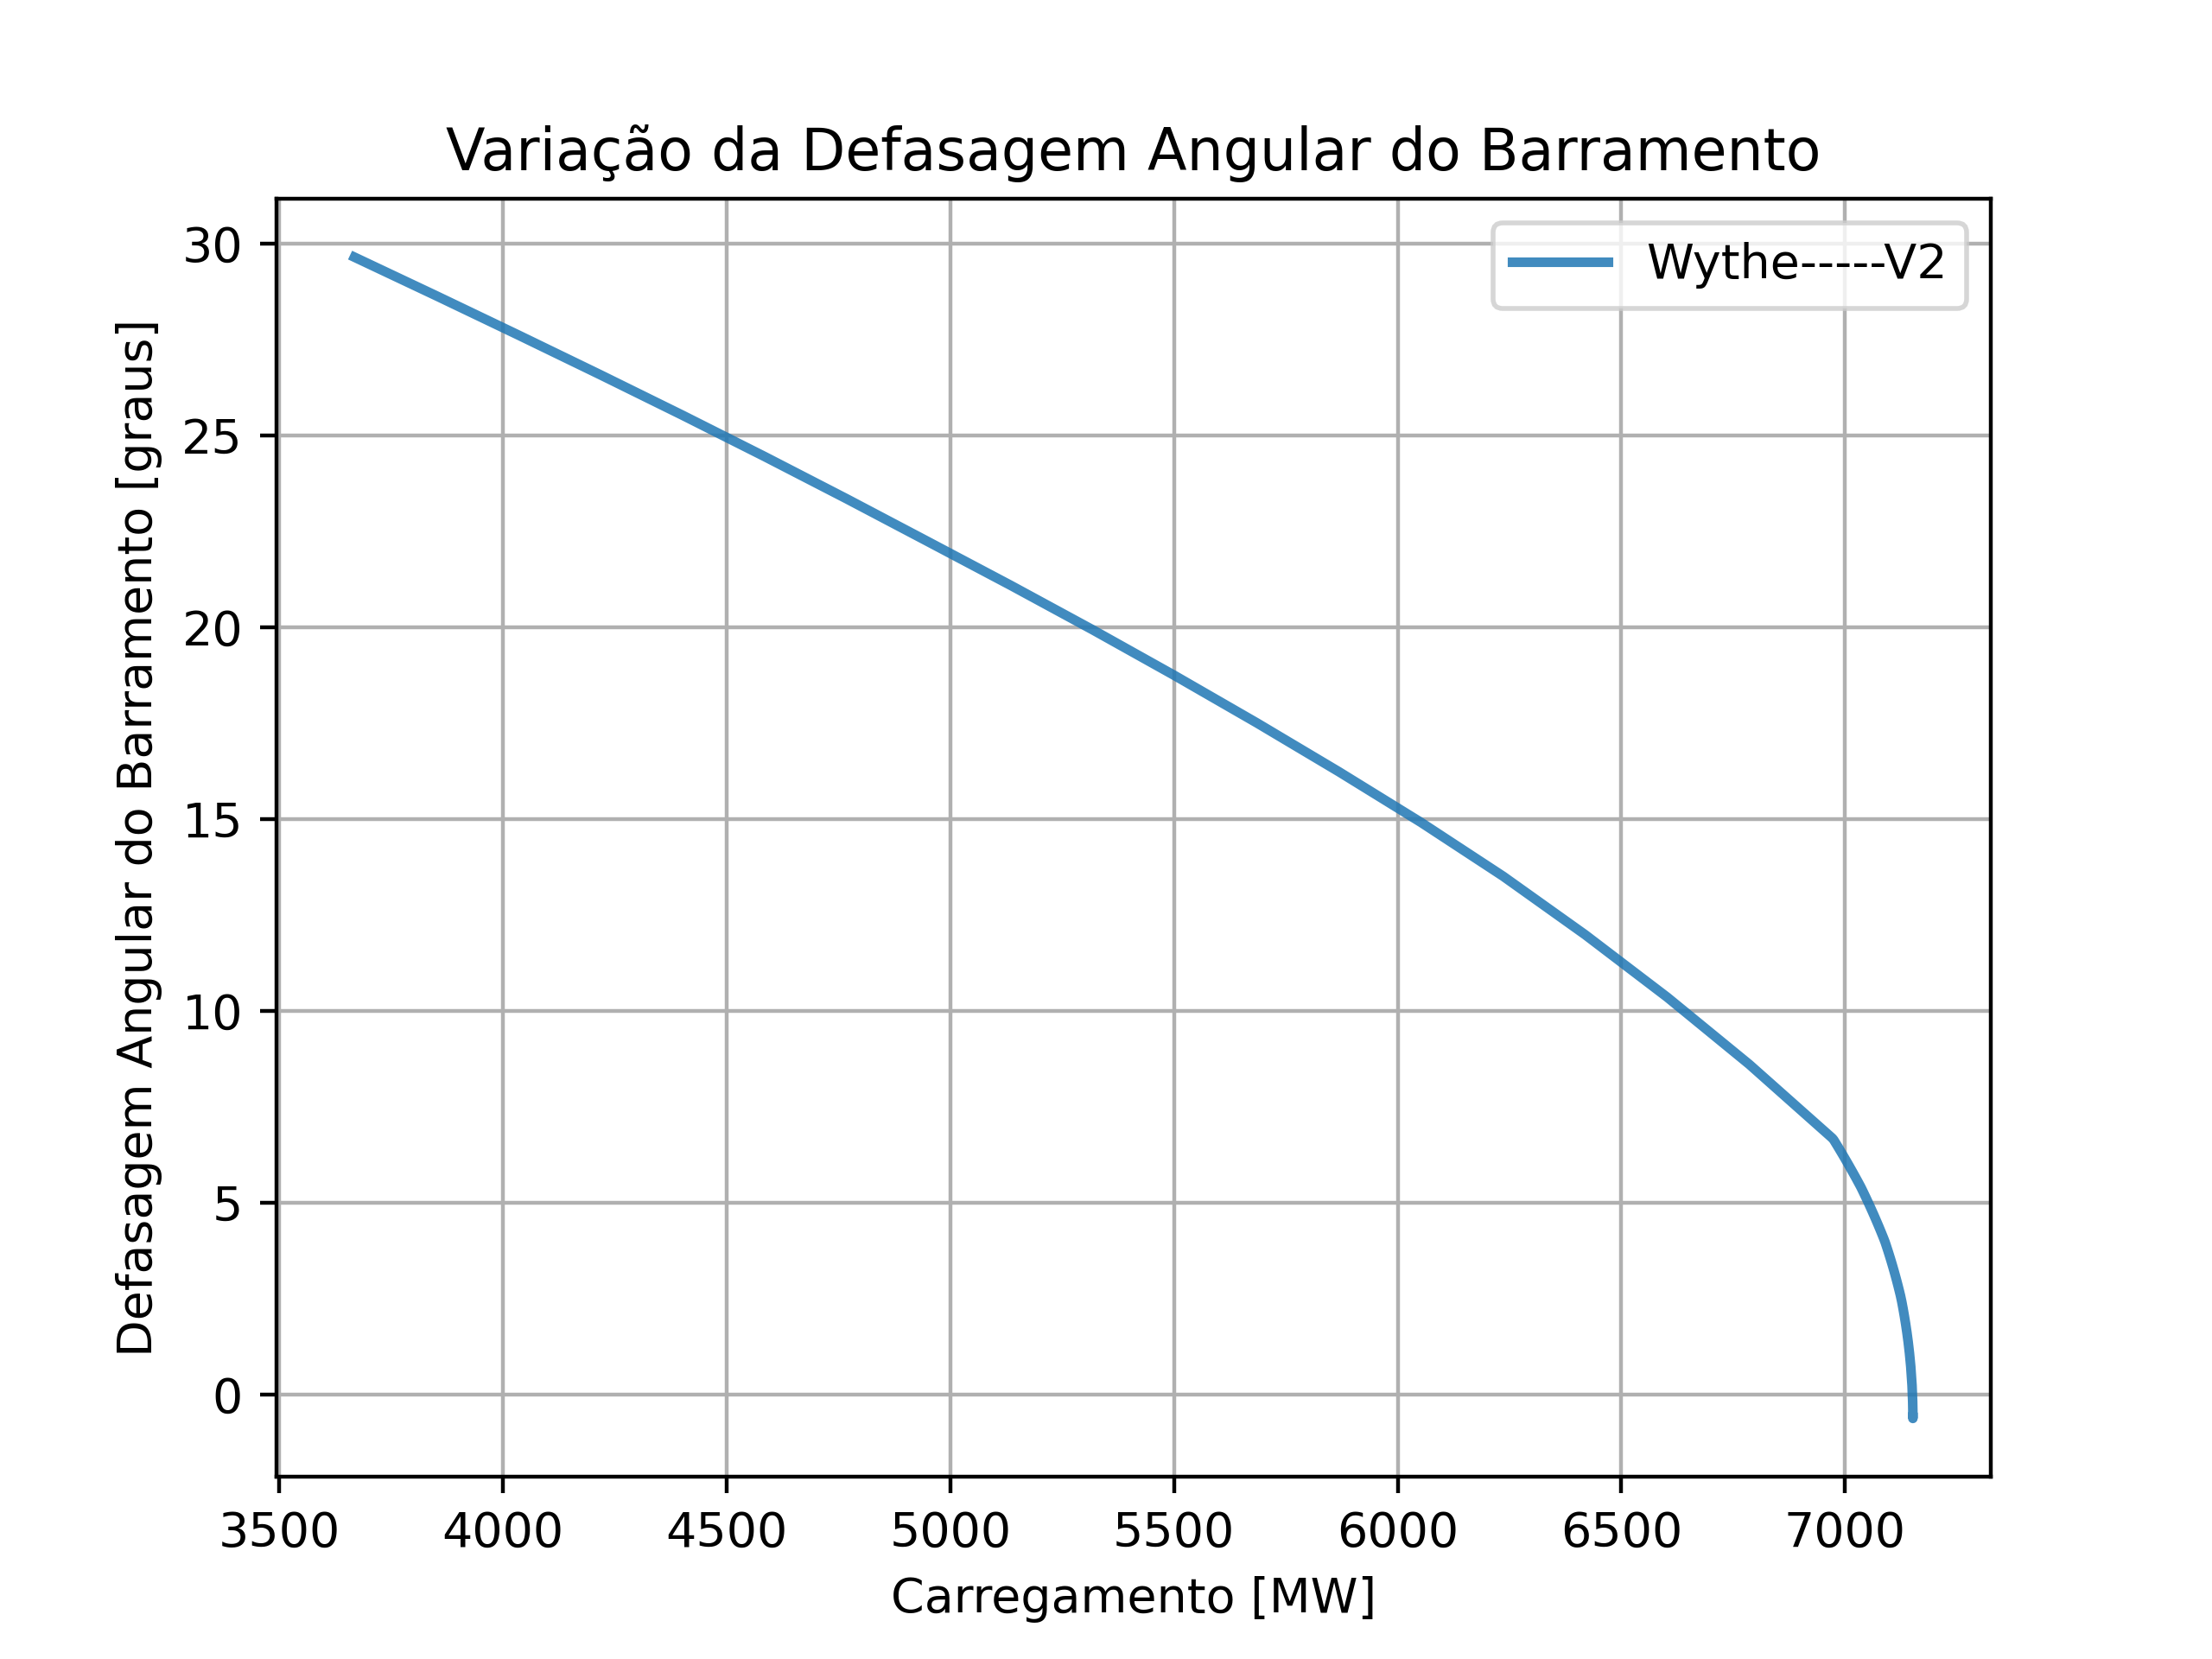 Variação da Defasagem Angular do Barramento
Wythe-----V2
Defasagem Angular do Barramento [graus]
30
25
20
15
10
5
0
3500 4000 4500 5000 5500 6000 6500 7000
Carregamento [MW]